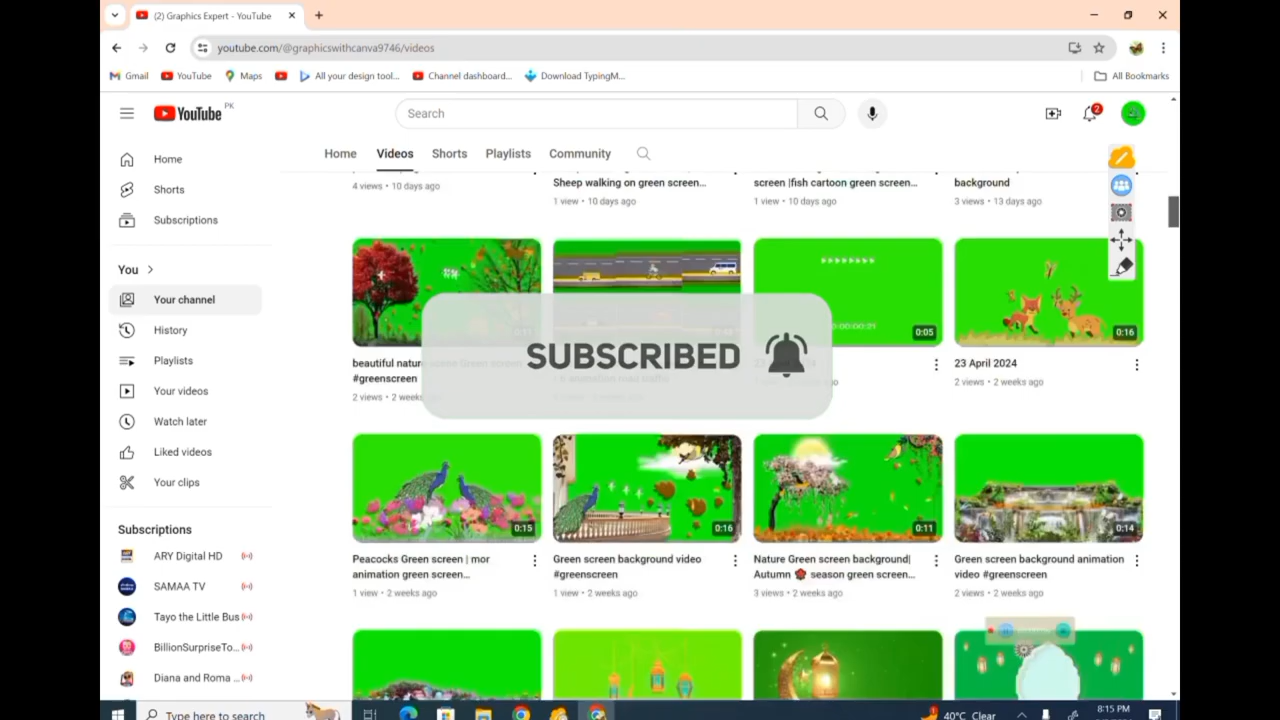 (2) Graphics Expert - YouTube
youtube.com/@graphicswithcanva9746/videos
Gmail
YouTube
Maps
All your design tool...
Channel dashboard...
Download TypingM...
All Bookmarks
YouTube
PK
Search
2
Home
Videos
Shorts
Playlists
Community
Home
Shorts
Subscriptions
You
Your channel
History
Playlists
Your videos
Watch later
Liked videos
Your clips
Subscriptions
ARY Digital HD
SAMAA TV
Tayo the Little Bus
BillionSurpriseTo...
Diana and Roma ...
4 views • 10 days ago
Sheep walking on green screen...
1 view • 10 days ago
screen |fish cartoon green screen...
1 view • 10 days ago
background
3 views • 13 days ago
beautiful nature
#greenscreen
2 views • 2 weeks
0:05
0:16
23 April 2024
2 views • 2 weeks ago
SUBSCRIBED
0:15
Peacocks Green screen | mor
animation green screen...
1 view • 2 weeks ago
0:16
Green screen background video
#greenscreen
1 view • 2 weeks ago
0:11
Nature Green screen background|
Autumn 🌺 season green screen...
3 views • 2 weeks ago
0:14
Green screen background animation
video #greenscreen
2 views • 2 weeks ago
Type here to search
40°C Clear
8:15 PM